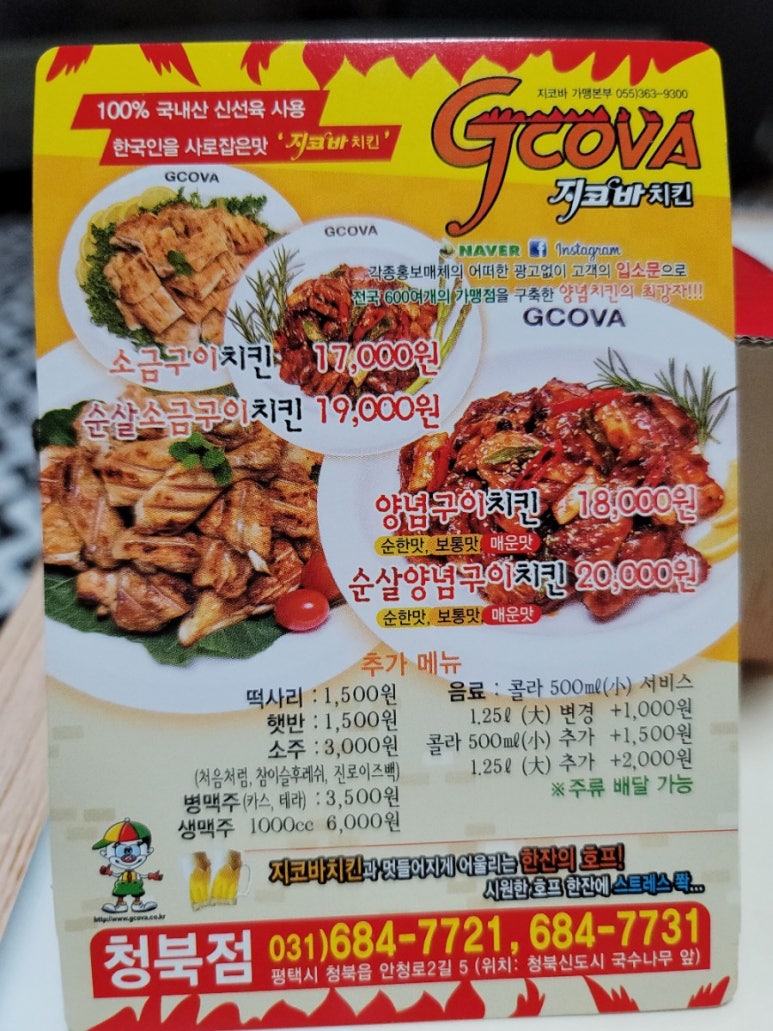 지코바 가맹본부 055)363-9300
100% 국내산 신선육 사용
한국인을 사로잡은맛 '지코바 치킨'
GCOVA
지코바 치킨
GCOVA
GCOVA
NAVER f Instagram
각종홍보매체의 어떠한 광고없이 고객의 입소문으로
전국 600여개의 가맹점을 구축한 양념치킨의 최강자!!!
GCOVA
소금구이치킨 17,000원
순살소금구이치킨 19,000원
양념구이치킨 18,000원
순한맛, 보통맛, 매운맛
순살양념구이치킨 20,000원
순한맛, 보통맛, 매운맛
추가 메뉴
떡사리 : 1,500원
햇반 : 1,500원
소주 : 3,000원
(처음처럼, 참이슬후레쉬, 진로이즈백)
병맥주(카스, 테라) : 3,500원
생맥주 1000cc 6,000원
음료 : 콜라 500㎖(小) 서비스
1.25ℓ (大) 변경 +1,000원
콜라 500㎖(小) 추가 +1,500원
1.25ℓ (大) 추가 +2,000원
※주류 배달 가능
지코바치킨과 멋들어지게 어울리는 한잔의 호프!
시원한 호프 한잔에 스트레스 쫙...
http://www.gcova.co.kr
청북점 031)684-7721, 684-7731
평택시 청북읍 안청로2길 5 (위치: 청북신도시 국수나무 앞)